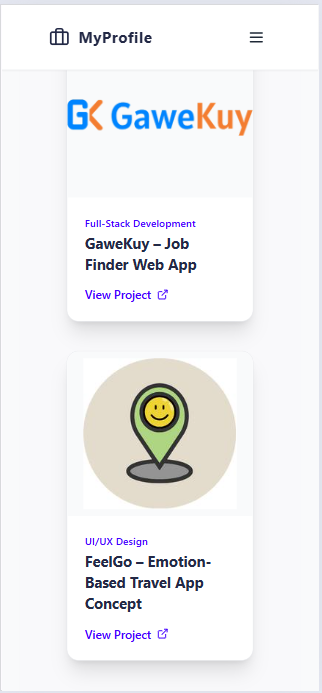 MyProfile
GK GaweKuy
Full-Stack Development
GaweKuy – Job
Finder Web App
View Project
UI/UX Design
FeelGo – Emotion-
Based Travel App
Concept
View Project